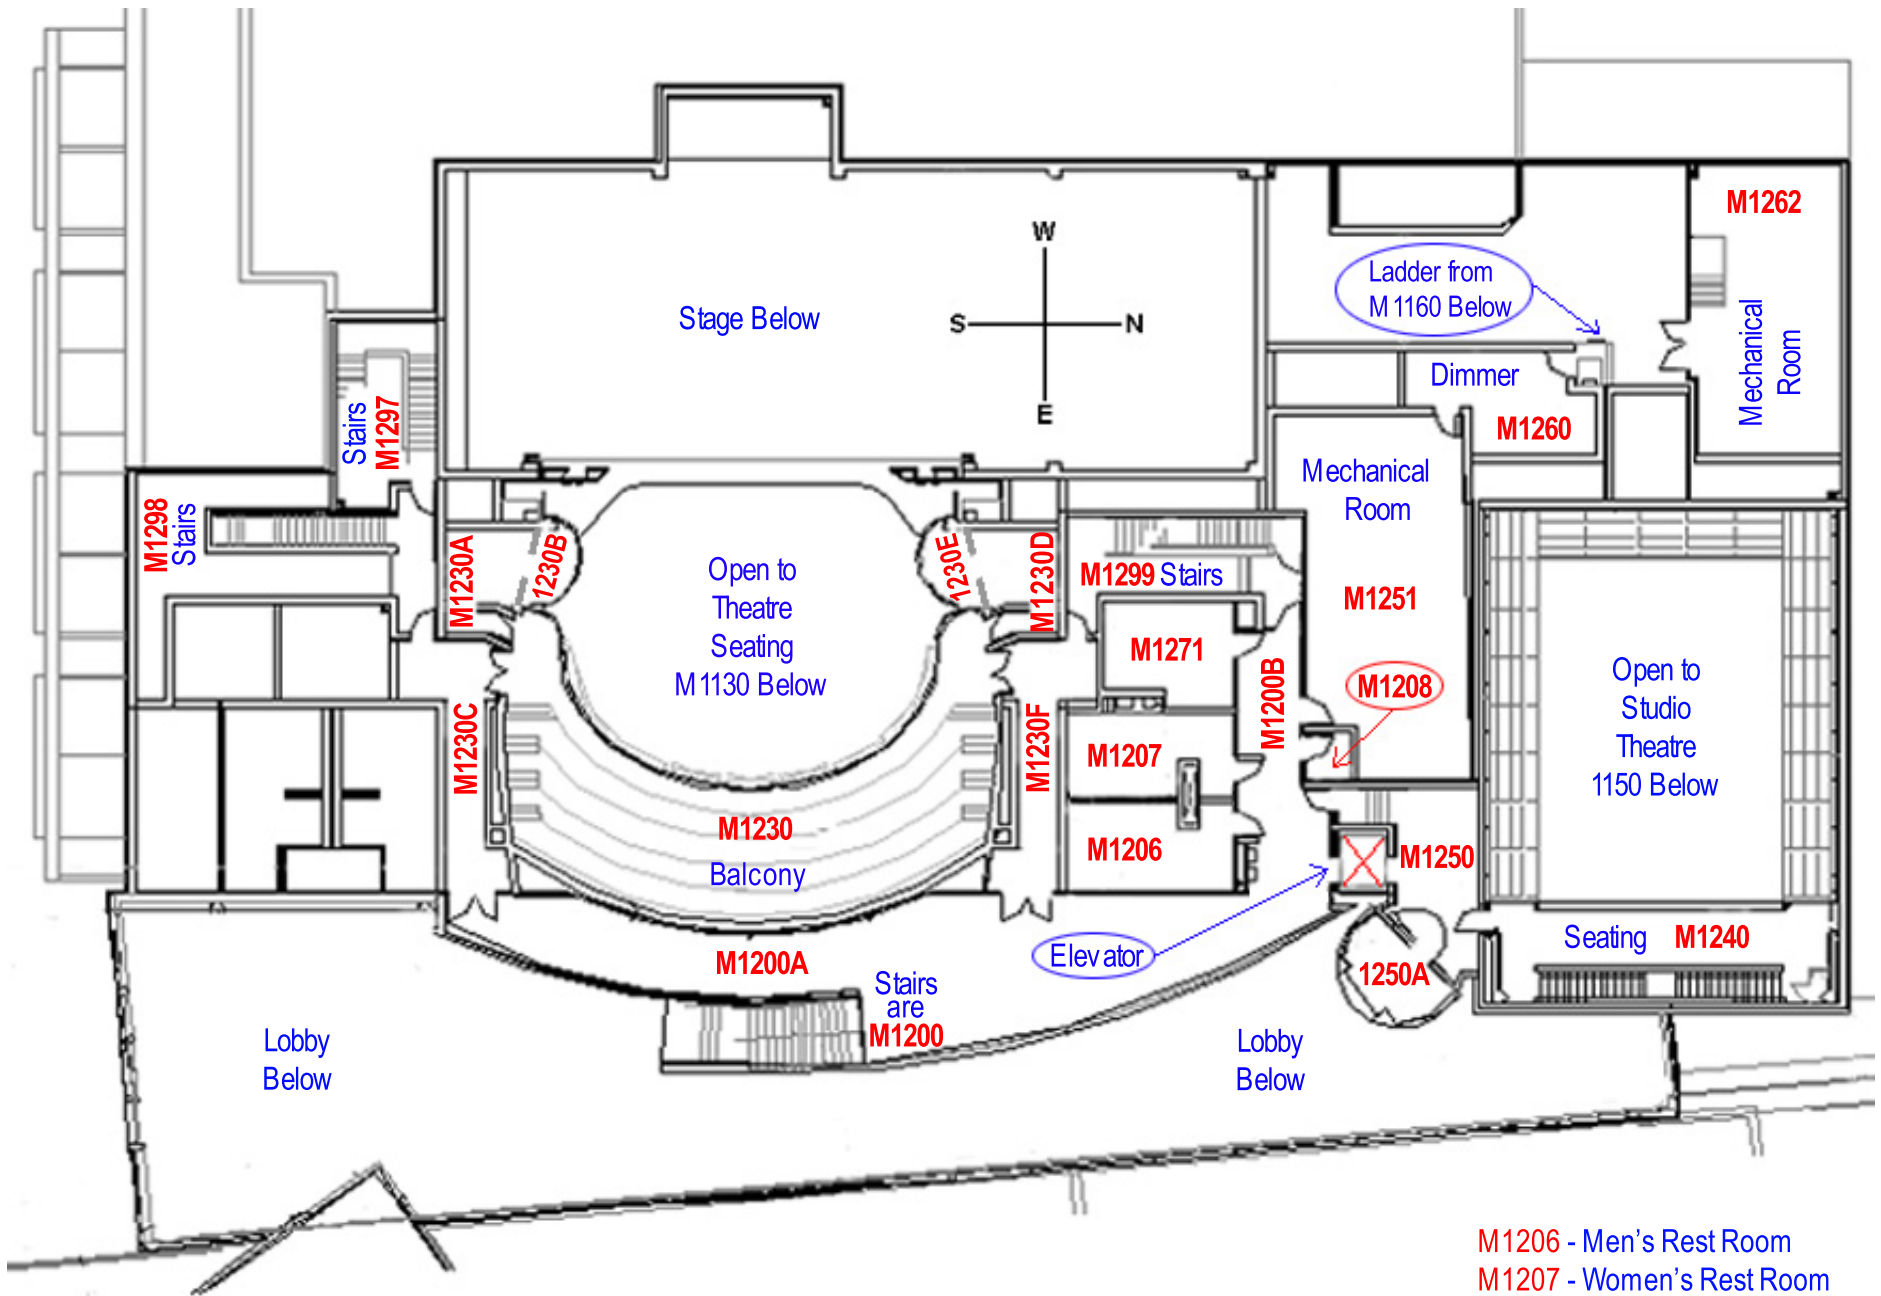 M1262
W
Ladder from
M1160 Below
Stage Below
S
N
Mechanical
Room
Dimmer
E
M1260
Stairs
M1297
Mechanical
Room
M1298
Stairs
M1230A
1230B
1230E
M1230D
Open to
Theatre
Seating
M1130 Below
M1299 Stairs
M1251
M1271
M1208
M1200B
Open to
Studio
Theatre
1150 Below
M1230C
M1230F
M1207
M1230
Balcony
M1206
M1250
Elevator
Seating M1240
M1200A
1250A
Stairs
are
M1200
Lobby
Below
Lobby
Below
M1206 - Men's Rest Room
M1207 - Women's Rest Room